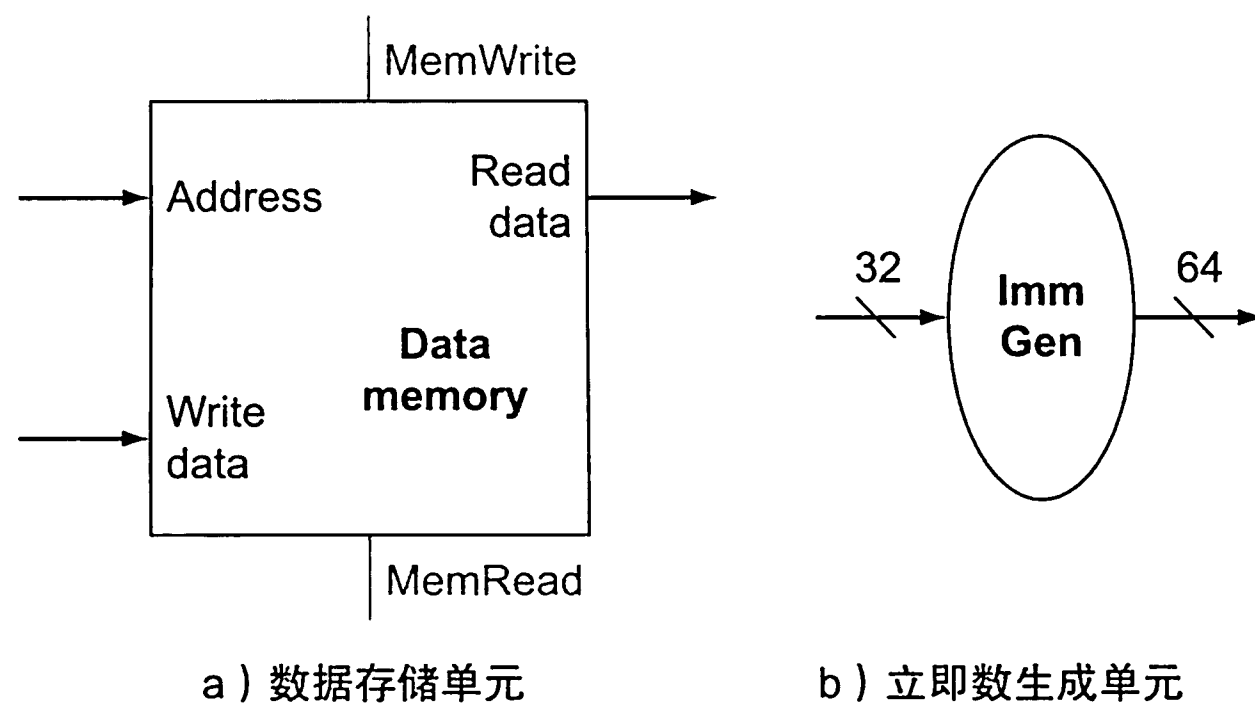 MemWrite
Address
Read
data
Data
memory
Write
data
MemRead
32
Imm
Gen
64
a）数据存储单元
b）立即数生成单元